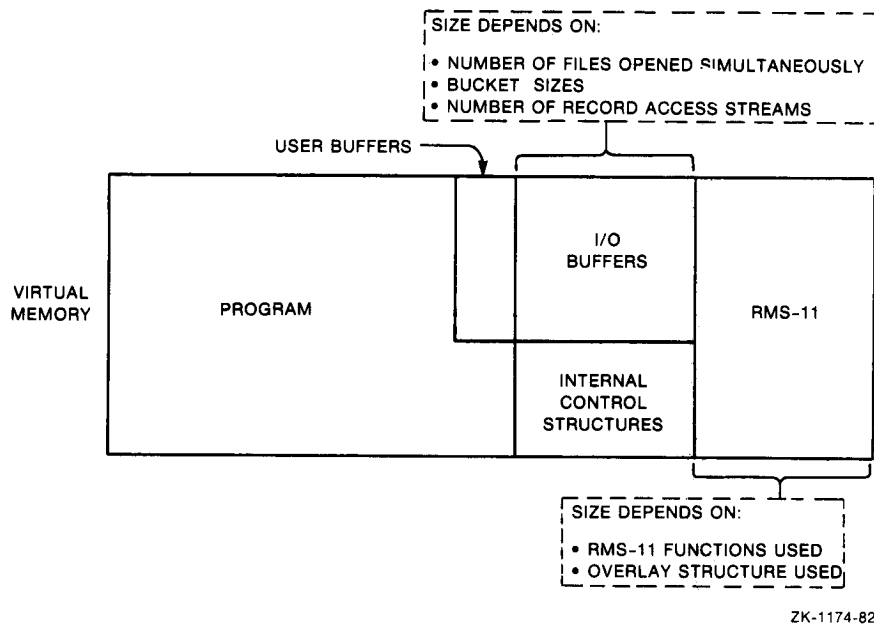 SIZE DEPENDS ON:
• NUMBER OF FILES OPENED SIMULTANEOUSLY
• BUCKET SIZES
• NUMBER OF RECORD ACCESS STREAMS
USER BUFFERS
I/O
BUFFERS
VIRTUAL
MEMORY
PROGRAM
RMS-11
INTERNAL
CONTROL
STRUCTURES
SIZE DEPENDS ON:
• RMS-11 FUNCTIONS USED
• OVERLAY STRUCTURE USED
ZK-1174-82